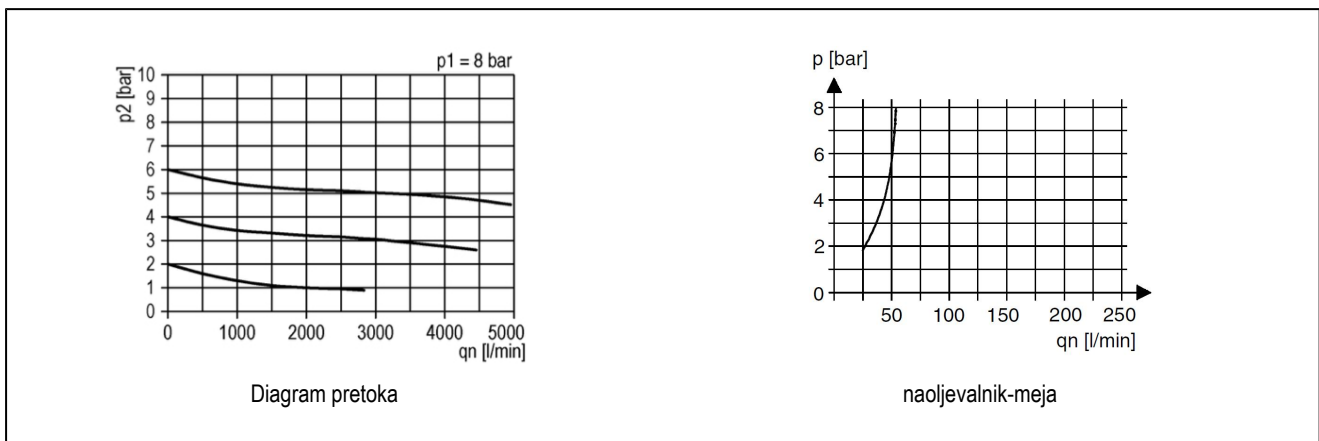 p1 = 8 bar
p2 [bar]
10
9
8
7
6
5
4
3
2
1
0
0 1000 2000 3000 4000 5000
qn [l/min]
Diagram pretoka
p [bar]
8
6
4
2
0
50 100 150 200 250
qn [l/min]
naoljevalnik-meja